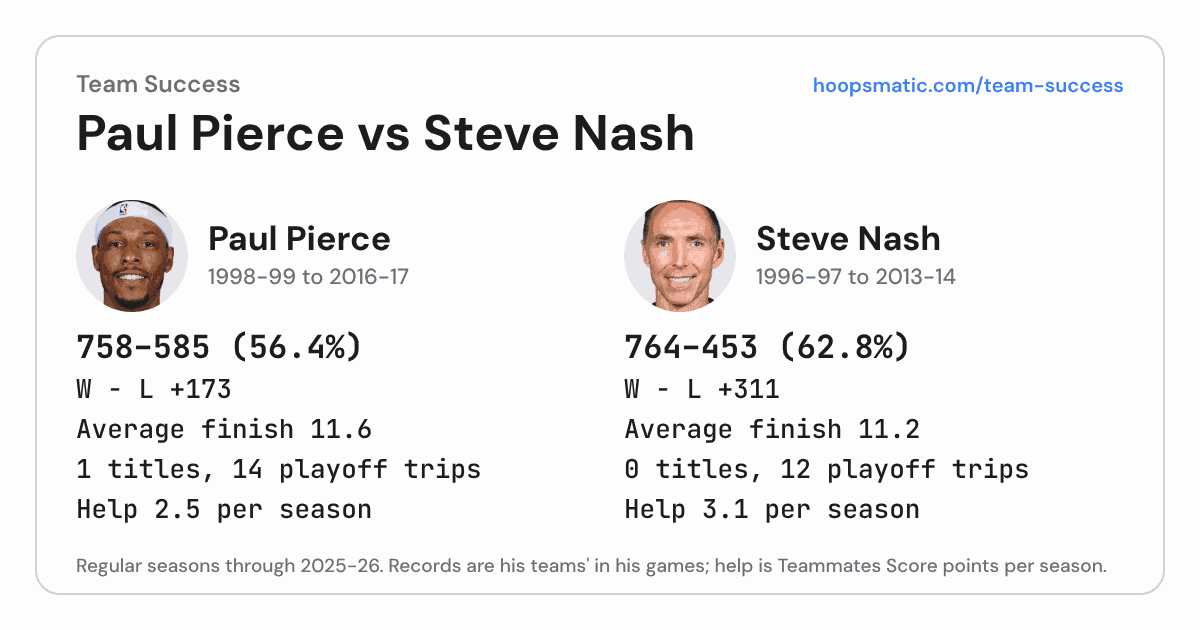 Team Success
hoopsmatic.com/team-success
Paul Pierce vs Steve Nash
Paul Pierce
1998–99 to 2016–17
758–585 (56.4%)
W - L +173
Average finish 11.6
1 titles, 14 playoff trips
Help 2.5 per season
Steve Nash
1996–97 to 2013–14
764–453 (62.8%)
W - L +311
Average finish 11.2
0 titles, 12 playoff trips
Help 3.1 per season
Regular seasons through 2025-26. Records are his teams' in his games; help is Teammates Score points per season.